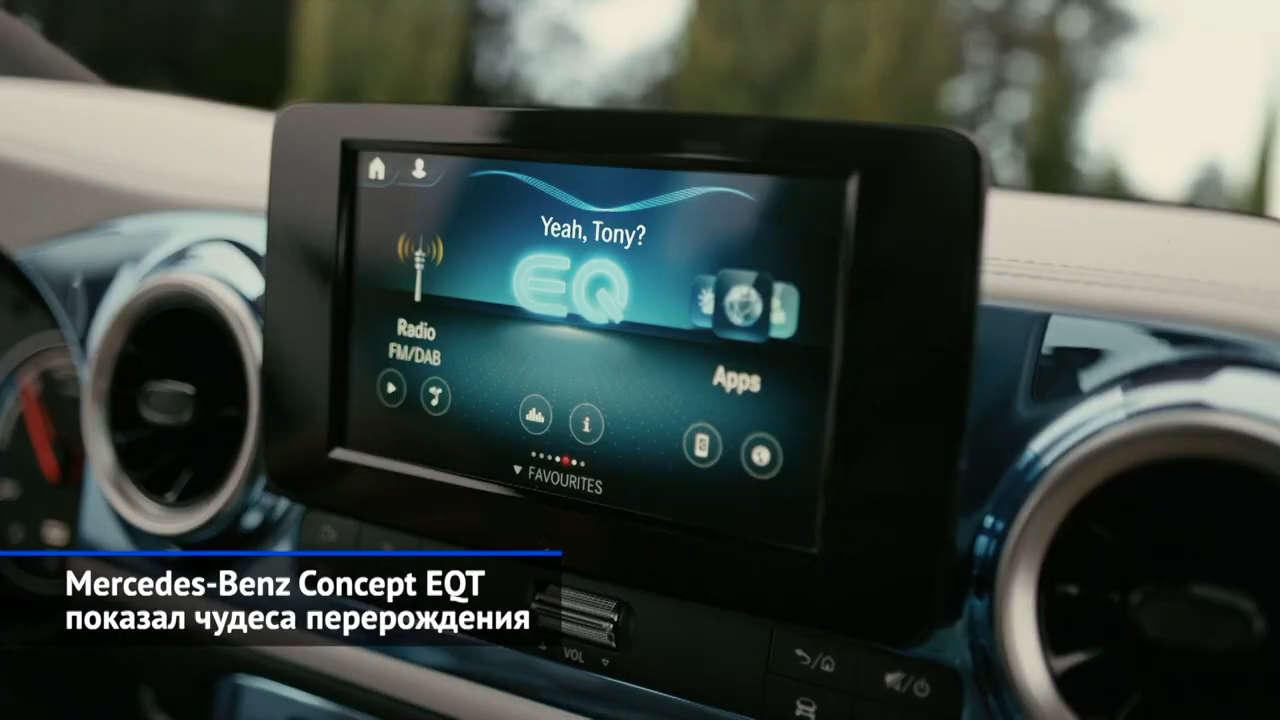 Yeah, Tony?
EQ
Radio
FM/DAB
Apps
FAVOURITES
Mercedes-Benz Concept EQT
показал чудеса перерождения
VOL